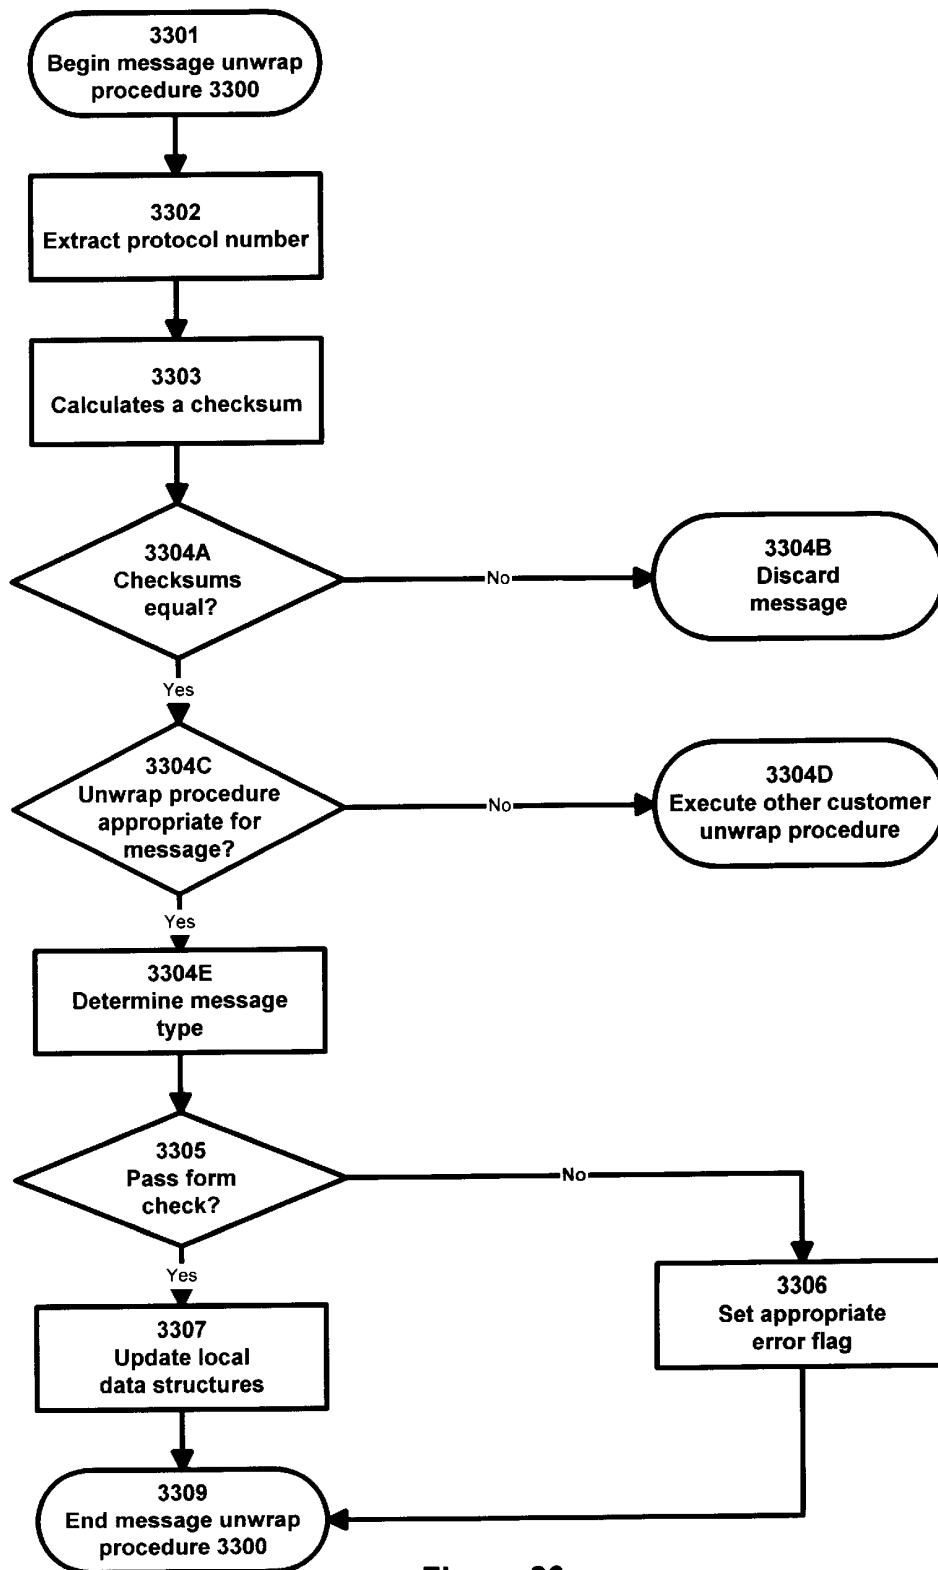 3301
Begin message unwrap
procedure 3300
3302
Extract protocol number
3303
Calculates a checksum
3304A
Checksums
equal?
No
3304B
Discard
message
Yes
3304C
Unwrap procedure
appropriate for
message?
No
3304D
Execute other customer
unwrap procedure
Yes
3304E
Determine message
type
3305
Pass form
check?
No
Yes
3306
Set appropriate
error flag
3307
Update local
data structures
3309
End message unwrap
procedure 3300